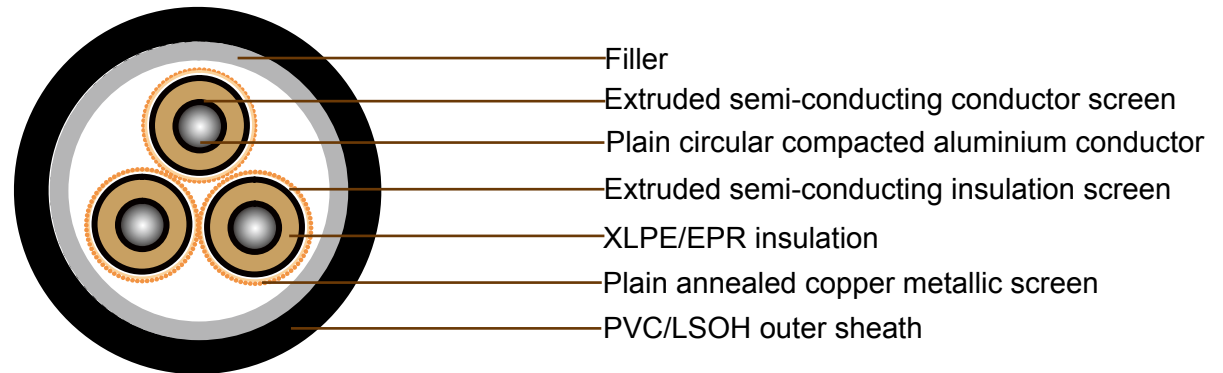 Filler
Extruded semi-conducting conductor screen
Plain circular compacted aluminium conductor
Extruded semi-conducting insulation screen
XLPE/EPR insulation
Plain annealed copper metallic screen
PVC/LSOH outer sheath